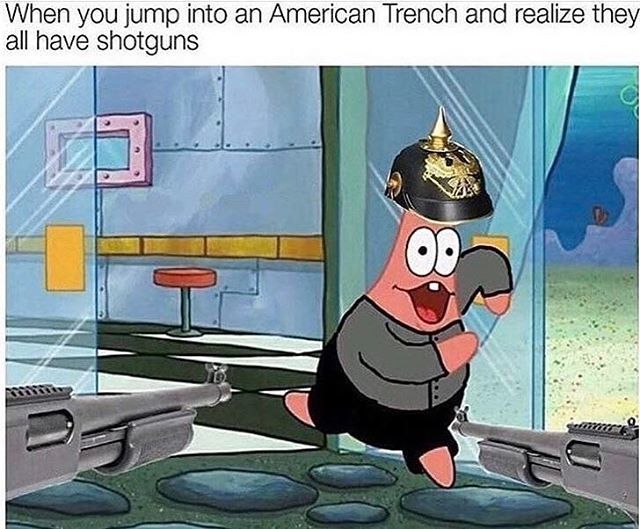 When you jump into an American Trench and realize they
all have shotguns